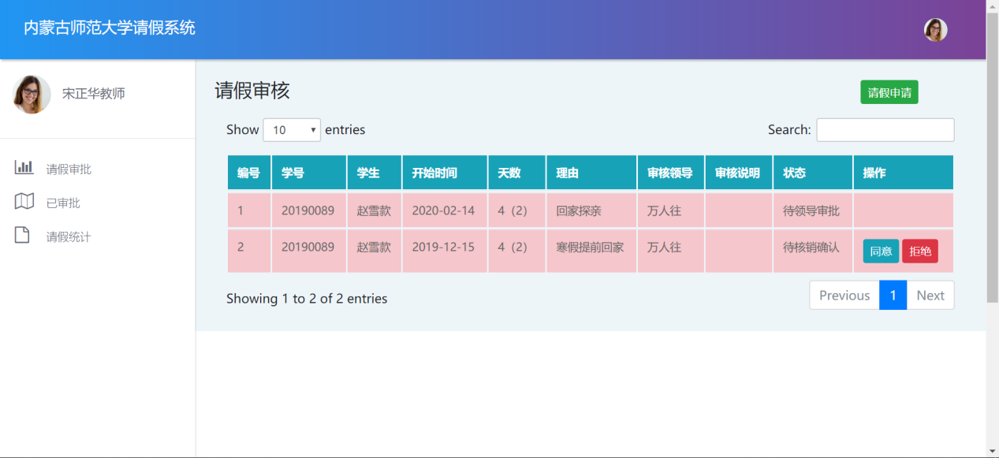 内蒙古师范大学请假系统
宋正华教师
请假审批
已审批
请假统计
请假审核
请假申请
Show 10 entries
Search:
编号 学号 学生 开始时间 天数 理由 审核领导 审核说明 状态 操作
1 20190089 赵雪款 2020-02-14 4（2） 回家探亲 万人往 待领导审批
2 20190089 赵雪款 2019-12-15 4（2） 寒假提前回家 万人往 待核销确认 同意 拒绝
Showing 1 to 2 of 2 entries
Previous 1 Next